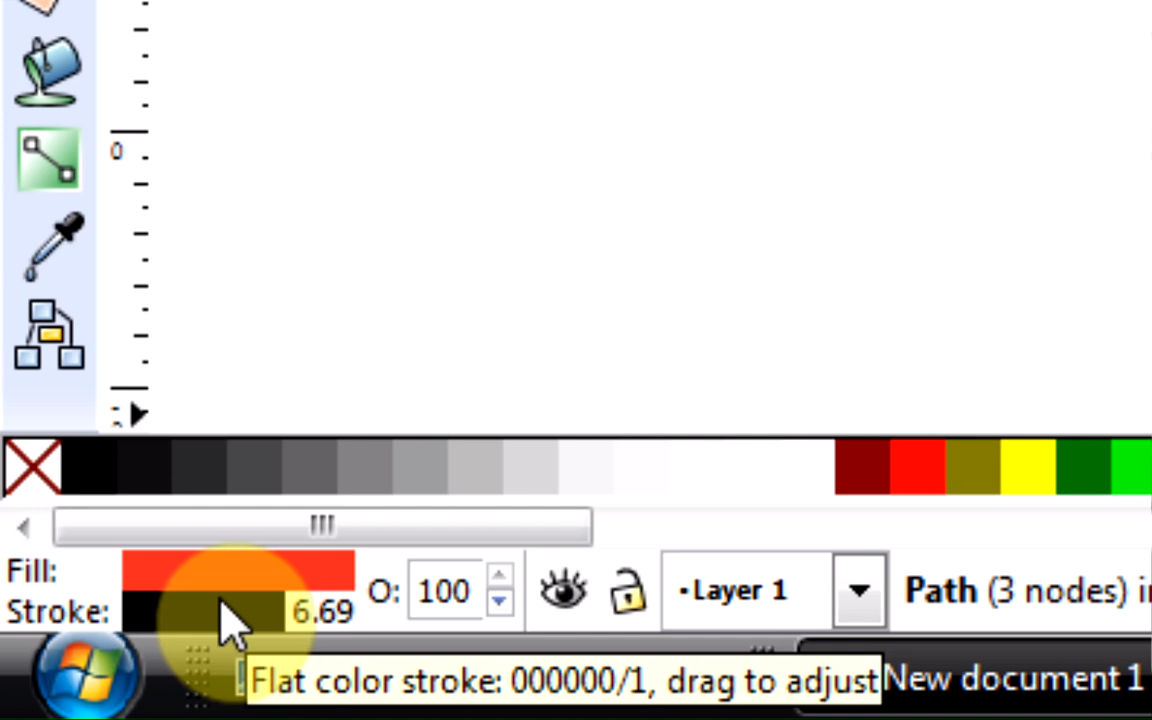 0
Fill:
Stroke: 6.69
O: 100
Layer 1
Path (3 nodes) i
Flat color stroke: 000000/1, drag to adjust
New document 1